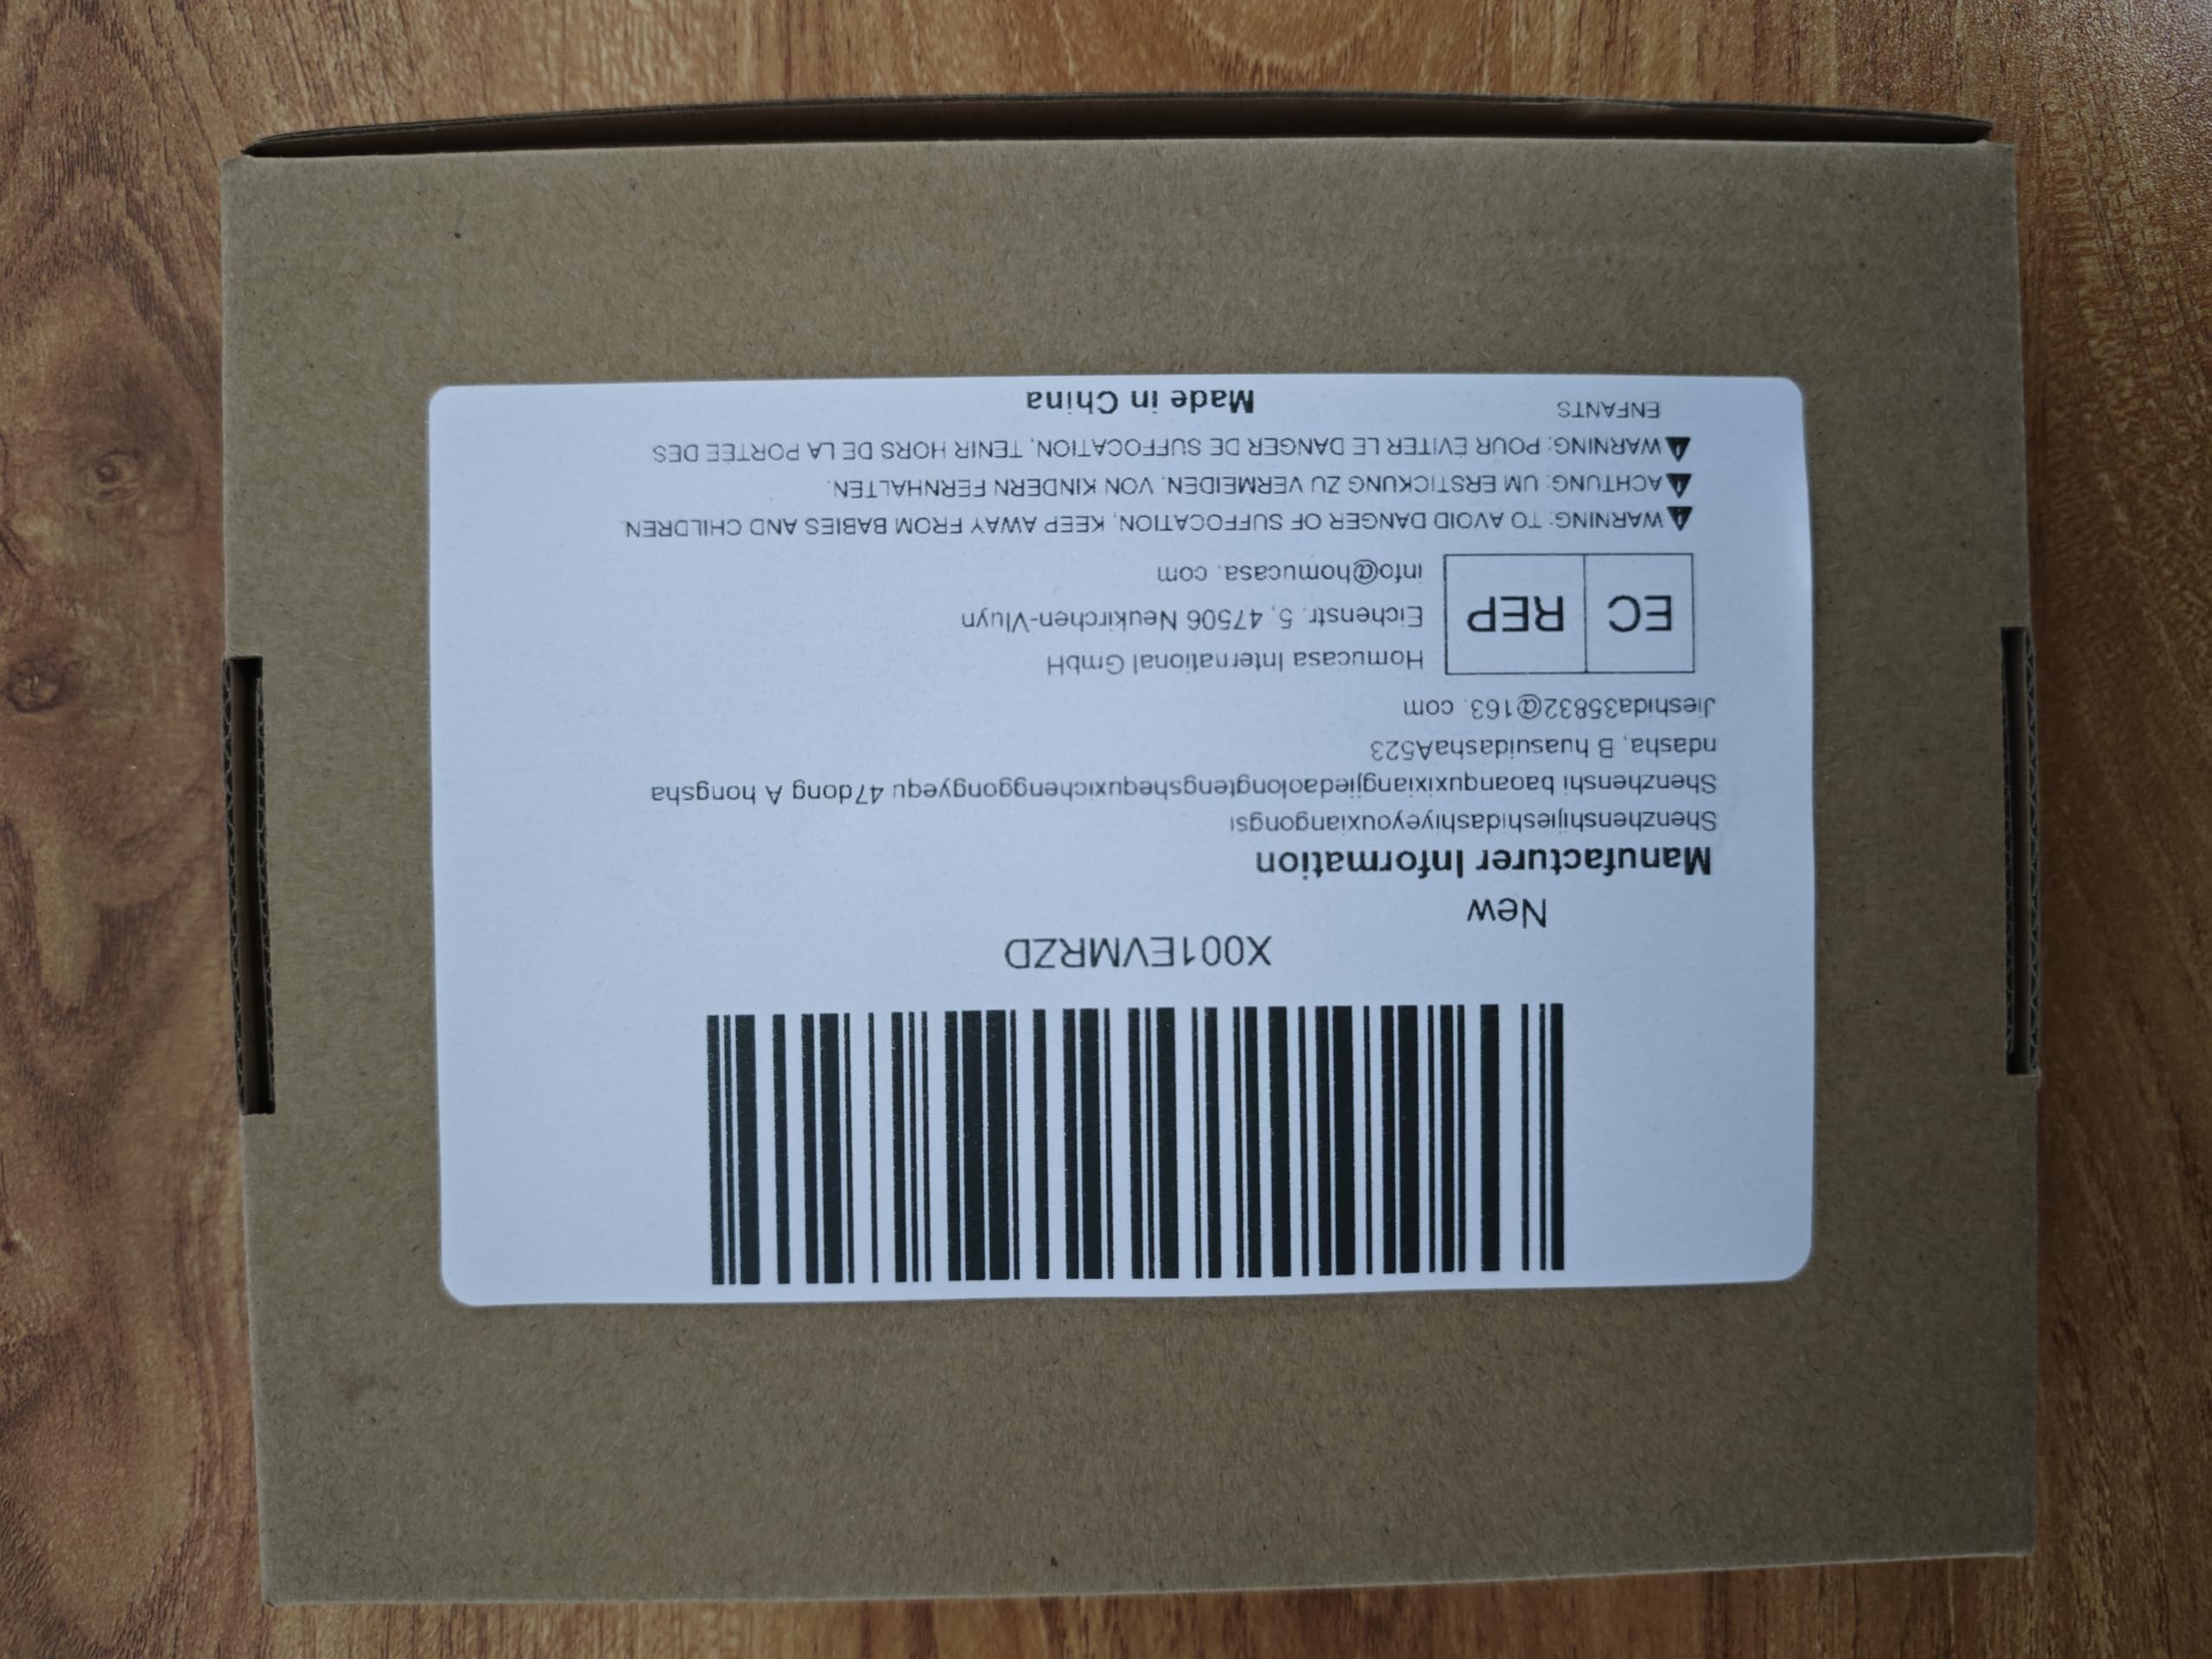 X001EVMRZD
New
Manufacturer Information
Shenzhenshijieshidashiyeyouxiangongsi
Shenzhenshi baoanquxixiangjiedaolongtengshequxichenggongyequ 47dong A hongsha
ndasha, B huasuidashaA523
Jieshida35832@163. com
EC REP
Homucasa International GmbH
Eichenstr. 5, 47506 Neukirchen-Vluyn
info@homucasa. com
WARNING: TO AVOID DANGER OF SUFFOCATION, KEEP AWAY FROM BABIES AND CHILDREN.
ACHTUNG: UM ERSTICKUNG ZU VERMEIDEN, VON KINDERN FERNHALTEN.
WARNING: POUR ÉVITER LE DANGER DE SUFFOCATION, TENIR HORS DE LA PORTÉE DES
ENFANTS
Made in China